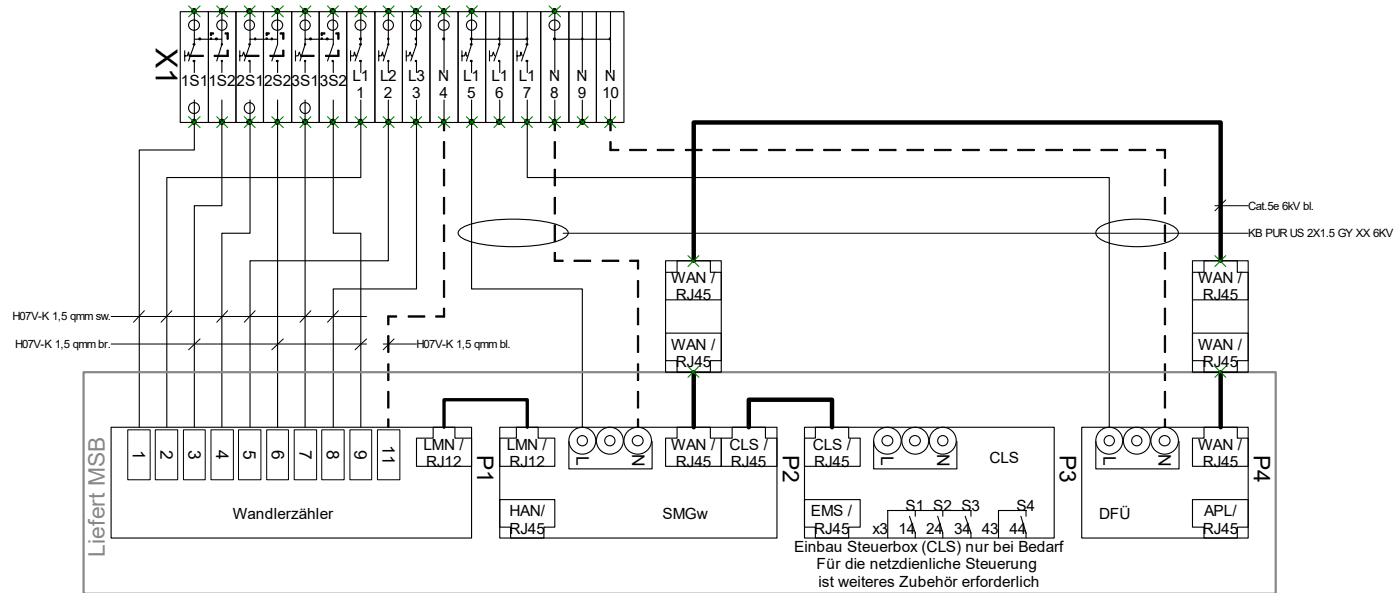 X1
1S1 1S2 2S1 2S2 3S1 3S2 L1 L2 L3 N L1 L1 L1 N N N
1 2 3 4 5 6 7 8 9 10
Cat.5e 6kV bl.
KB PUR US 2X1.5 GY XX 6KV
WAN /
RJ45
WAN /
RJ45
H07V-K 1,5 qmm sw.
H07V-K 1,5 qmm br.
H07V-K 1,5 qmm bl.
WAN /
RJ45
WAN /
RJ45
Liefert MSB
1 2 3 4 5 6 7 8 9 11
LMN /
RJ12
P1
Wandlerzähler
LMN /
RJ12
L N
WAN /
RJ45
CLS /
RJ45
P2
HAN/
RJ45
SMGw
CLS /
RJ45
L N
CLS
P3
EMS /
RJ45
S1 S2 S3 S4
x3 14 24 34 43 44
Einbau Steuerbox (CLS) nur bei Bedarf
Für die netzdienliche Steuerung
ist weiteres Zubehör erforderlich
L N
WAN /
RJ45
P4
DFÜ
APL/
RJ45